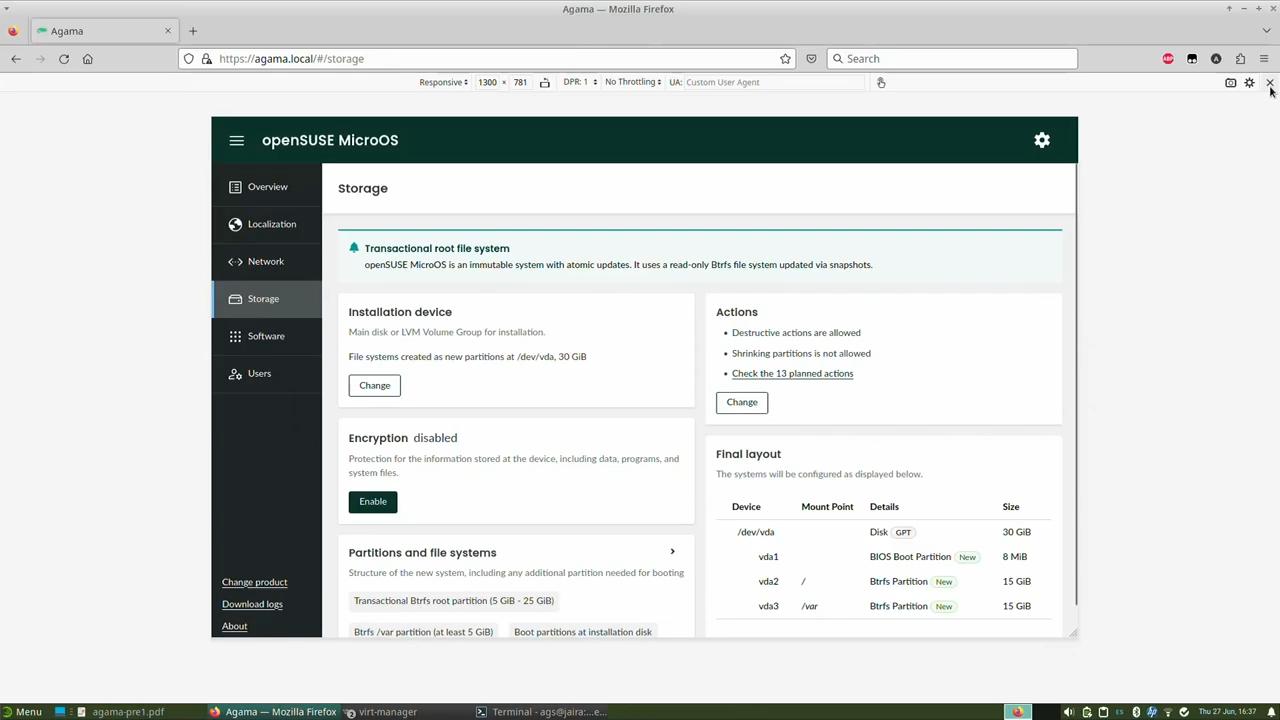 Agama — Mozilla Firefox
Agama
https://agama.local/#/storage
Search
Responsive 1300 × 781 DPR: 1 No Throttling UA: Custom User Agent
openSUSE MicroOS
Overview
Localization
Network
Storage
Software
Users
Change product
Download logs
About
Storage
Transactional root file system
openSUSE MicroOS is an immutable system with atomic updates. It uses a read-only Btrfs file system updated via snapshots.
Installation device
Main disk or LVM Volume Group for installation.
File systems created as new partitions at /dev/vda, 30 GiB
Change
Encryption disabled
Protection for the information stored at the device, including data, programs, and
system files.
Enable
Partitions and file systems
Structure of the new system, including any additional partition needed for booting
Transactional Btrfs root partition (5 GiB - 25 GiB)
Btrfs /var partition (at least 5 GiB) Boot partitions at installation disk
Actions
• Destructive actions are allowed
• Shrinking partitions is not allowed
• Check the 13 planned actions
Change
Final layout
The systems will be configured as displayed below.
Device Mount Point Details Size
/dev/vda Disk GPT 30 GiB
vda1 BIOS Boot Partition New 8 MiB
vda2 / Btrfs Partition New 15 GiB
vda3 /var Btrfs Partition New 15 GiB
Menu agama-pre1.pdf Agama — Mozilla Firefox virt-manager Terminal - ags@jaira:...e... Thu 27 Jun, 16:37